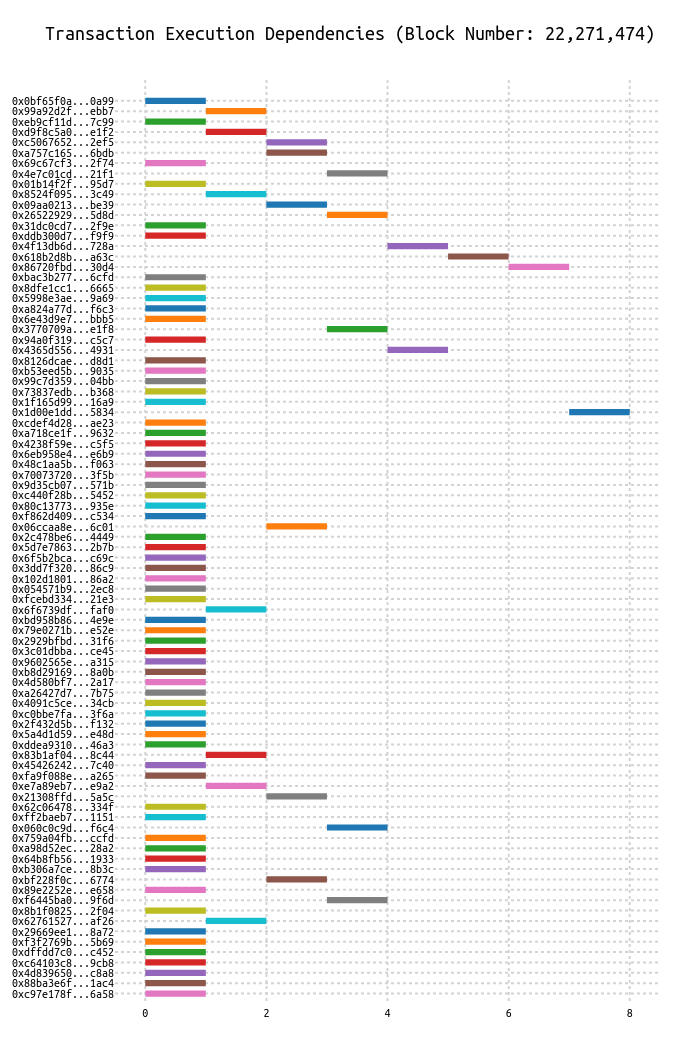 Transaction Execution Dependencies (Block Number: 22,271,474)
0x0bf65f0a...0a99
0x99a92d2f...ebb7
0xeb9cf11d...7c99
0xd9f8c5a0...e1f2
0xc5067652...2ef5
0xa757c165...6bdb
0x69c67cf3...2f74
0x4e7c01cd...21f1
0x01b14f2f...95d7
0x8524f095...3c49
0x09aa0213...be39
0x26522929...5d8d
0x31dc0cd7...2f9e
0xddb300d7...f9f9
0x4f13db6d...728a
0x618b2d8b...a63c
0x86720fbd...30d4
0xbac3b277...6cfd
0x8dfe1cc1...6665
0x5998e3ae...9a69
0xa824a77d...f6c3
0x6e43d9e7...bbb5
0x3770709a...e1f8
0x94a0f319...c5c7
0x4365d556...4931
0x8126dcae...d8d1
0xb53eed5b...9035
0x99c7d359...04bb
0x73837edb...b368
0x1f165d99...16a9
0x1d00e1dd...5834
0xcdef4d28...ae23
0xa718ce1f...9632
0x4238f59e...c5f5
0x6eb958e4...e6b9
0x48c1aa5b...f063
0x70073720...3f5b
0x9d35cb07...571b
0xc440f28b...5452
0x80c13773...935e
0xf862d409...c534
0x06ccaa8e...6c01
0x2c478be6...4449
0x5d7e7863...2b7b
0x6f5b2bca...c69c
0x3dd7f320...86c9
0x102d1801...86a2
0x054571b9...2ec8
0xfcebd334...21e3
0x6f6739df...faf0
0xbd958b86...4e9e
0x79e0271b...e52e
0x2929bfbd...31f6
0x3c01dbba...ce45
0x9602565e...a315
0xb8d29169...8a0b
0x4d580bf7...2a17
0xa26427d7...7b75
0x4091c5ce...34cb
0xc0bbe7fa...3f6a
0x2f432d5b...f132
0x5a4d1d59...e48d
0xddea9310...46a3
0x83b1af04...8c44
0x45426242...7c40
0xfa9f088e...a265
0xe7a89eb7...e9a2
0x21308ffd...5a5c
0x62c06478...334f
0xff2baeb7...1151
0x060c0c9d...f6c4
0x759a04fb...ccfd
0xa98d52ec...28a2
0x64b8fb56...1933
0xb306a7ce...8b3c
0xbf228f0c...6774
0x89e2252e...e658
0xf6445ba0...9f6d
0x8b1f0825...2f04
0x62761527...af26
0x29669ee1...8a72
0xf3f2769b...5b69
0xdffdd7c0...c452
0xc64103c8...9cb8
0x4d839650...c8a8
0x88ba3e6f...1ac4
0xc97e178f...6a58
0 2 4 6 8